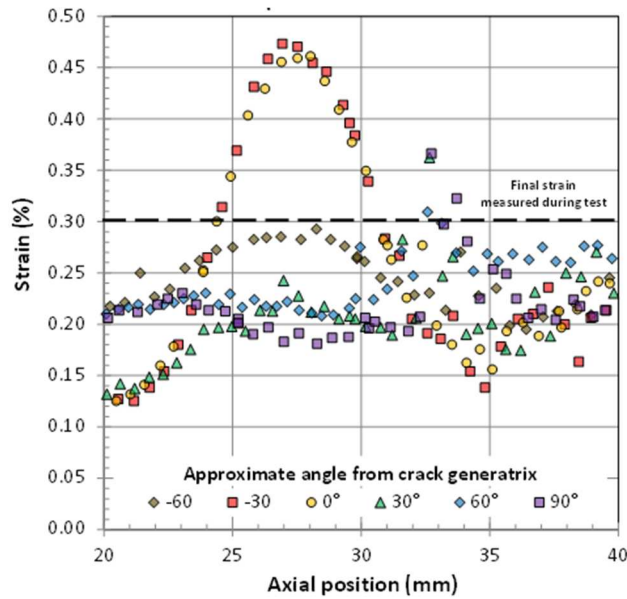 0.50
0.45
0.40
0.35
0.30
0.25
0.20
0.15
0.10
0.05
0.00
Strain (%)
Final strain
measured during test
Approximate angle from crack generatrix
-60 -30 0° 30° 60° 90°
20 25 30 35 40
Axial position (mm)